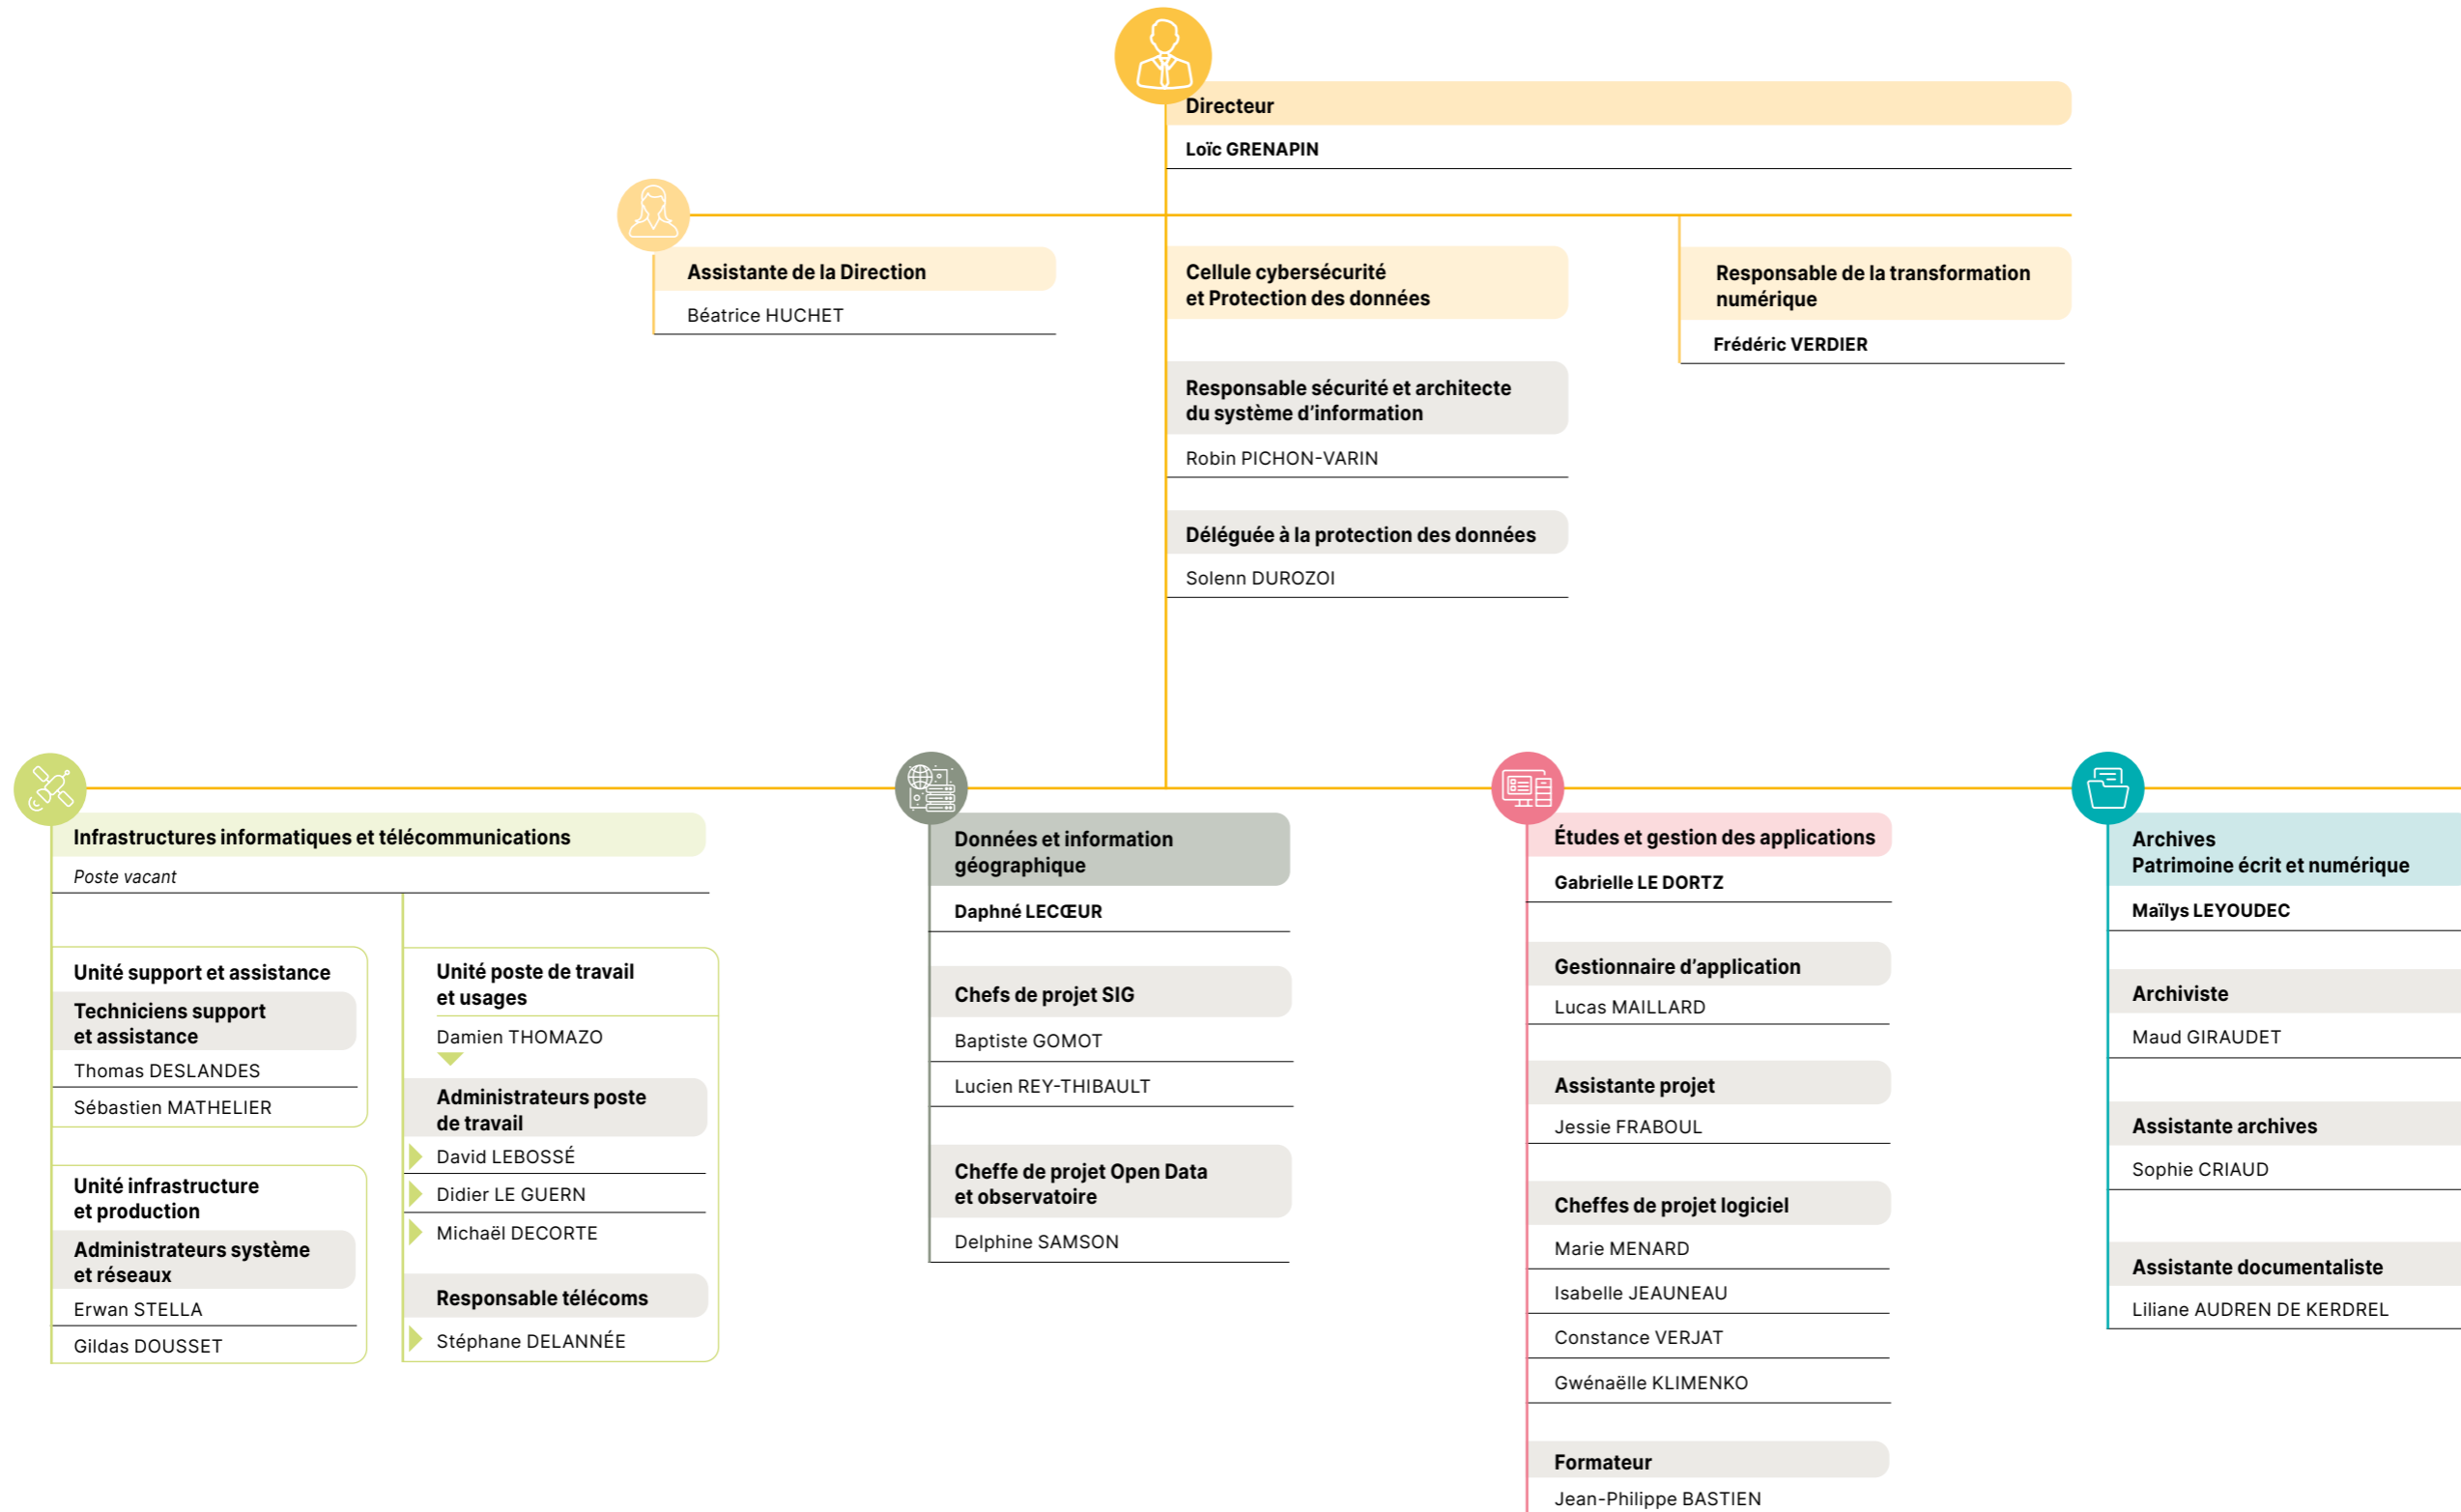 Directeur
Loïc GRENAPIN
Assistante de la Direction
Béatrice HUCHET
Cellule cybersécurité
et Protection des données
Responsable sécurité et architecte
du système d'information
Robin PICHON-VARIN
Déléguée à la protection des données
Solenn DUROZOI
Responsable de la transformation
numérique
Frédéric VERDIER
Infrastructures informatiques et télécommunications
Poste vacant
Unité support et assistance
Techniciens support
et assistance
Thomas DESLANDES
Sébastien MATHELIER
Unité infrastructure
et production
Administrateurs système
et réseaux
Erwan STELLA
Gildas DOUSSET
Unité poste de travail
et usages
Damien THOMAZO
Administrateurs poste
de travail
David LEBOSSÉ
Didier LE GUERN
Michaël DECORTE
Responsable télécoms
Stéphane DELANNÉE
Données et information
géographique
Daphné LECŒUR
Chefs de projet SIG
Baptiste GOMOT
Lucien REY-THIBAULT
Cheffe de projet Open Data
et observatoire
Delphine SAMSON
Études et gestion des applications
Gabrielle LE DORTZ
Gestionnaire d'application
Lucas MAILLARD
Assistante projet
Jessie FRABOUL
Cheffes de projet logiciel
Marie MENARD
Isabelle JEAUNEAU
Constance VERJAT
Gwénaëlle KLIMENKO
Formateur
Jean-Philippe BASTIEN
Archives
Patrimoine écrit et numérique
Maïlys LEYOUDEC
Archiviste
Maud GIRAUDET
Assistante archives
Sophie CRIAUD
Assistante documentaliste
Liliane AUDREN DE KERDREL